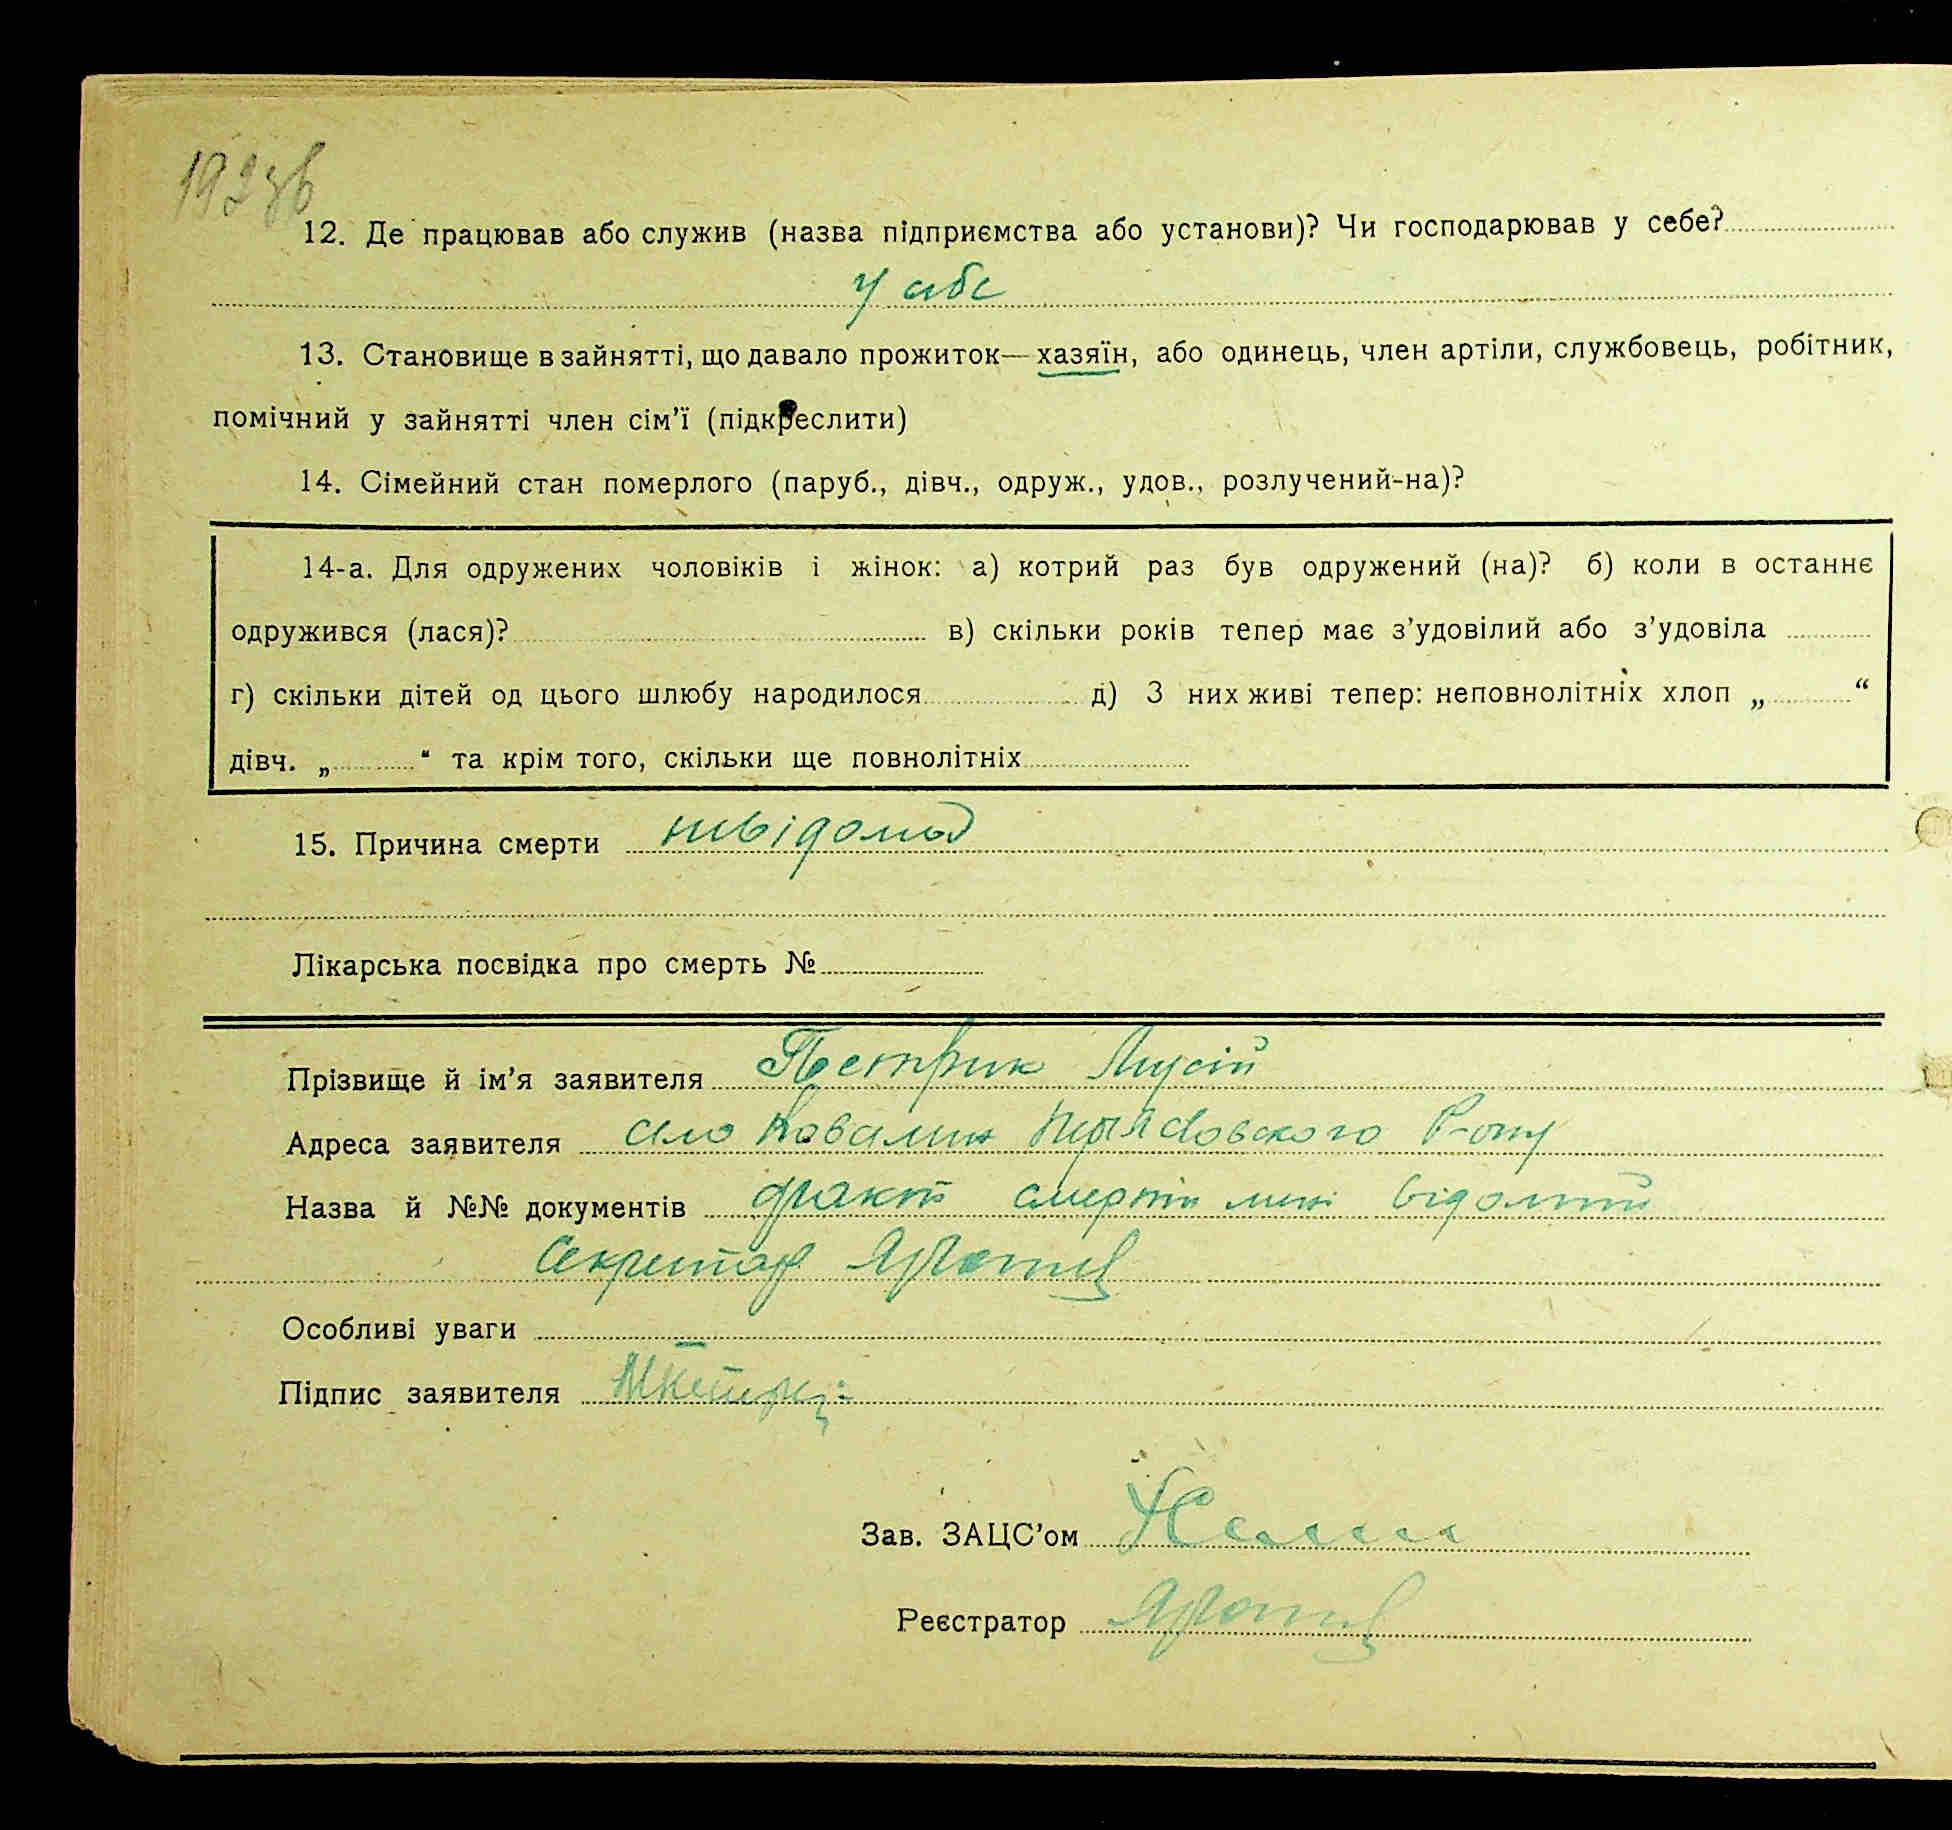 192зв
12. Де працював або служив (назва підприємства або установи)? Чи господарював у себе?
у себе
13. Становище в зайнятті, що давало прожиток—хазяїн, або одинець, член артіли, службовець, робітник,
помічний у зайнятті член сім’ї (підкреслити)
14. Сімейний стан померлого (паруб., дівч., одруж., удов., розлучений-на)?
14-а. Для одружених чоловіків і жінок: а) котрий раз був одружений (на)? б) коли в останнє
одружився (лася)? в) скільки років тепер має з’удовілий або з’удовіла
г) скільки дітей од цього шлюбу народилося д) З них живі тепер: неповнолітніх хлоп „ “
дівч. „ “ та крім того, скільки ще повнолітніх
15. Причина смерти невідома
Лікарська посвідка про смерть №
Прізвище й ім’я заявителя Мусій
Адреса заявителя село Ковалин Р-ону
Назва й №№ документів факт смерти мені відомий
Секретар
Особливі уваги —
Підпис заявителя
Зав. ЗАЦС’ом
Реєстратор